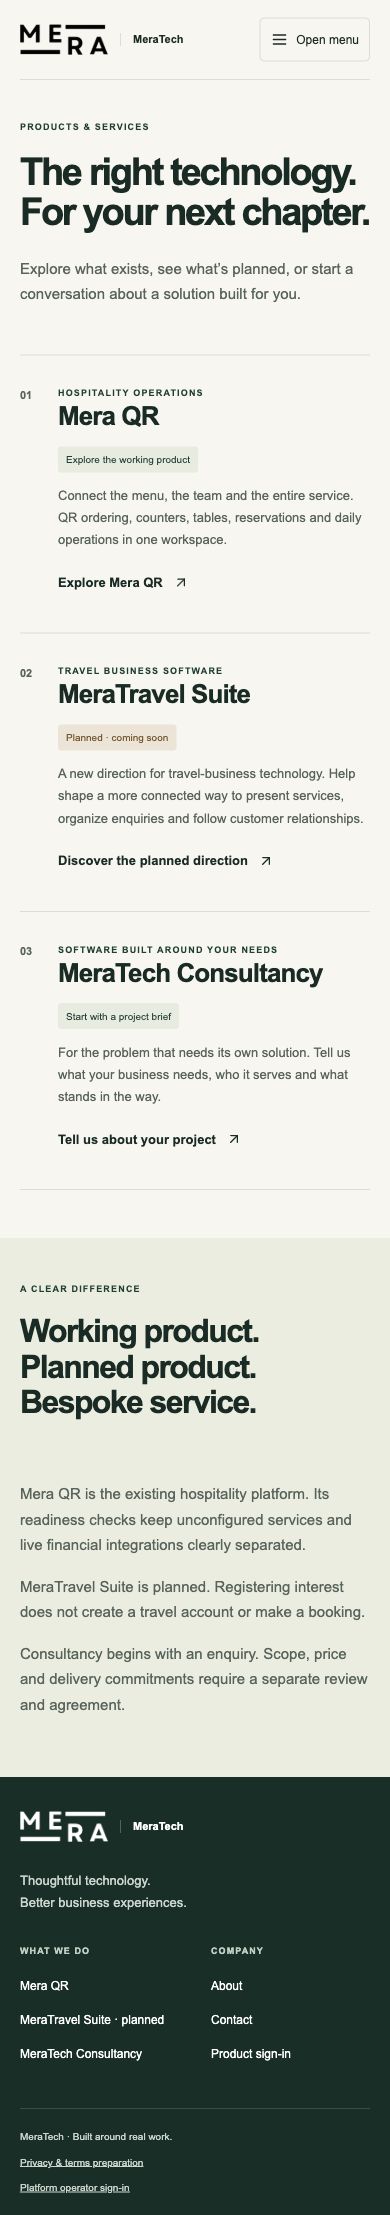 MERA MeraTech
Open menu
PRODUCTS & SERVICES
The right technology.
For your next chapter.
Explore what exists, see what’s planned, or start a
conversation about a solution built for you.
01
HOSPITALITY OPERATIONS
Mera QR
Explore the working product
Connect the menu, the team and the entire service.
QR ordering, counters, tables, reservations and daily
operations in one workspace.
Explore Mera QR
02
TRAVEL BUSINESS SOFTWARE
MeraTravel Suite
Planned · coming soon
A new direction for travel-business technology. Help
shape a more connected way to present services,
organize enquiries and follow customer relationships.
Discover the planned direction
03
SOFTWARE BUILT AROUND YOUR NEEDS
MeraTech Consultancy
Start with a project brief
For the problem that needs its own solution. Tell us
what your business needs, who it serves and what
stands in the way.
Tell us about your project
A CLEAR DIFFERENCE
Working product.
Planned product.
Bespoke service.
Mera QR is the existing hospitality platform. Its
readiness checks keep unconfigured services and
live financial integrations clearly separated.
MeraTravel Suite is planned. Registering interest
does not create a travel account or make a booking.
Consultancy begins with an enquiry. Scope, price
and delivery commitments require a separate review
and agreement.
MERA MeraTech
Thoughtful technology.
Better business experiences.
WHAT WE DO
Mera QR
MeraTravel Suite · planned
MeraTech Consultancy
COMPANY
About
Contact
Product sign-in
MeraTech · Built around real work.
Privacy & terms preparation
Platform operator sign-in